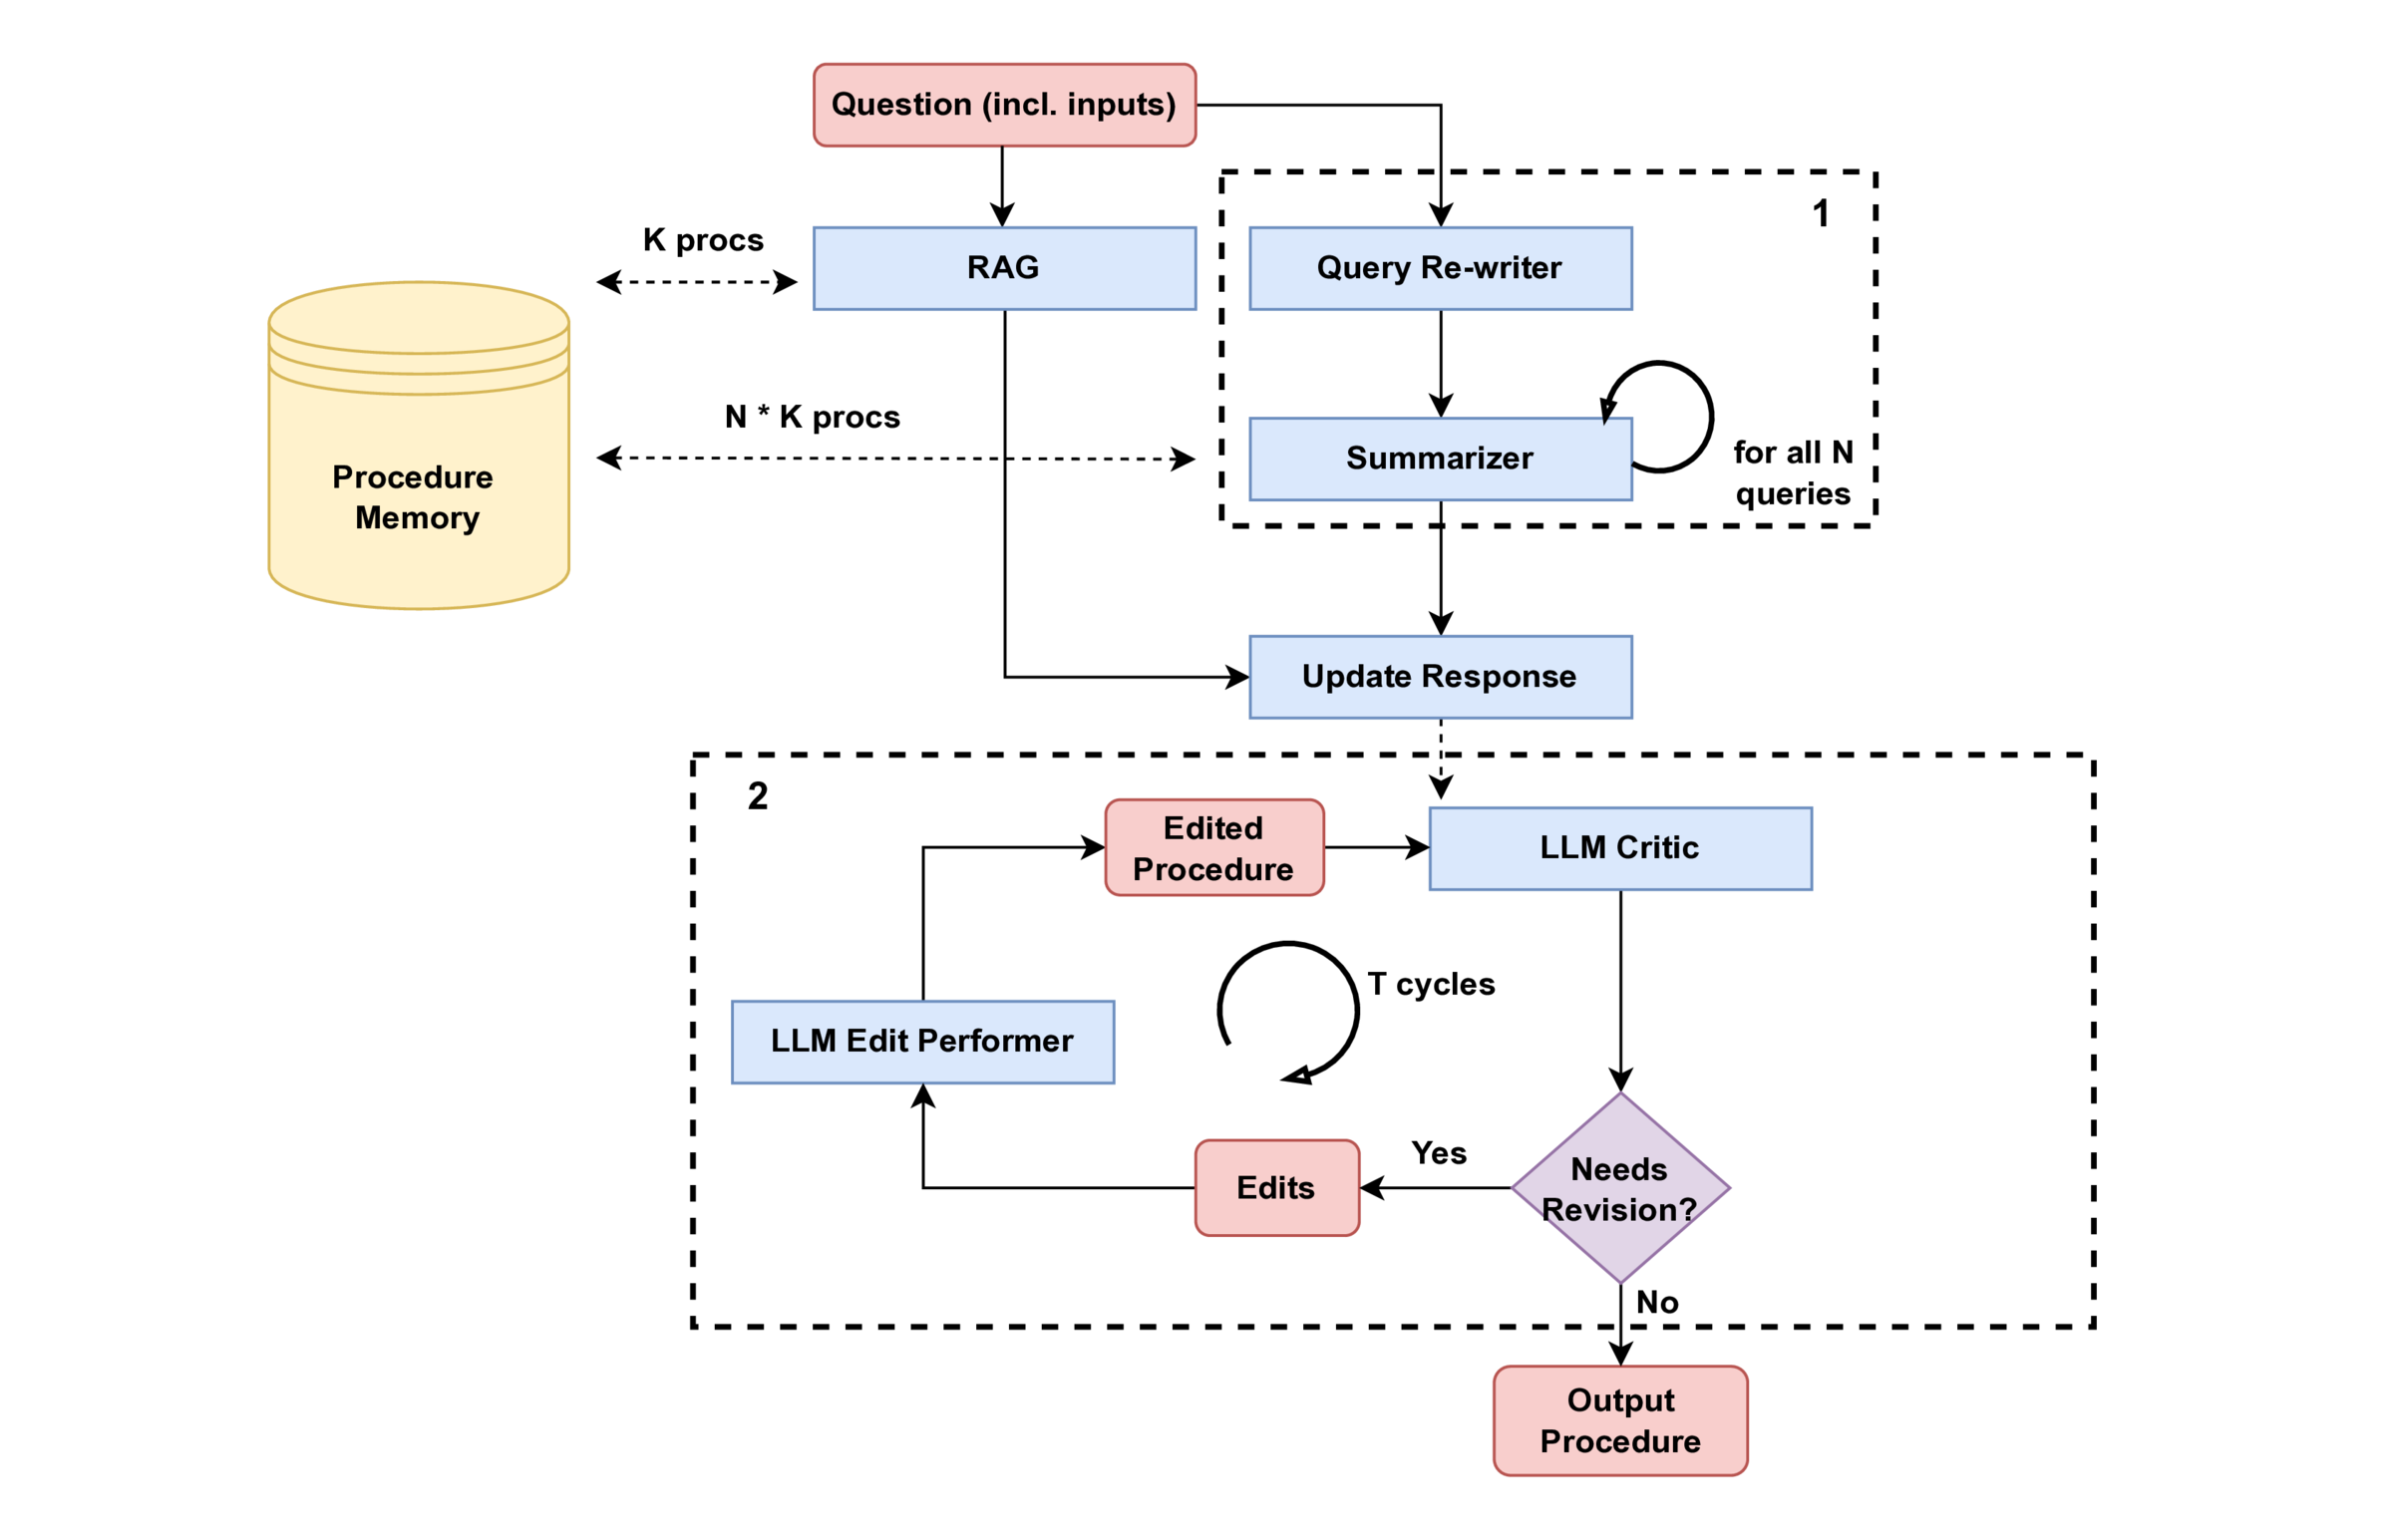 Question (incl. inputs)
1
K procs
RAG
Query Re-writer
N * K procs
Summarizer
for all N
queries
Procedure
Memory
Update Response
2
Edited
Procedure
LLM Critic
T cycles
LLM Edit Performer
Yes
Edits
Needs
Revision?
No
Output
Procedure